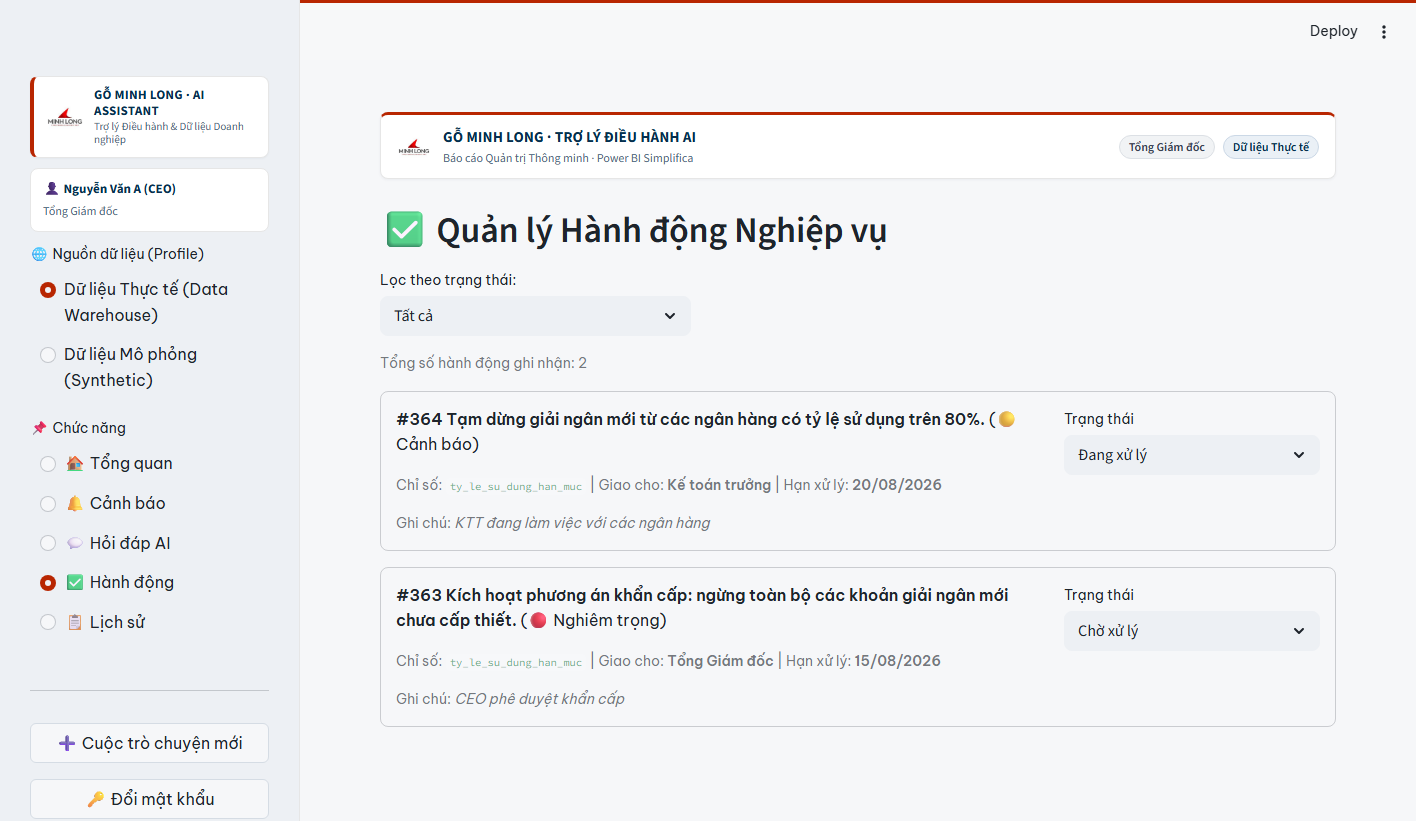 Deploy
GỖ MINH LONG · AI
ASSISTANT
Trợ lý Điều hành & Dữ liệu Doanh
nghiệp
MINH LONG
Nguyễn Văn A (CEO)
Tổng Giám đốc
Nguồn dữ liệu (Profile)
Dữ liệu Thực tế (Data
Warehouse)
Dữ liệu Mô phỏng
(Synthetic)
Chức năng
Tổng quan
Cảnh báo
Hỏi đáp AI
Hành động
Lịch sử
Cuộc trò chuyện mới
Đổi mật khẩu
MINH LONG
GỖ MINH LONG · TRỢ LÝ ĐIỀU HÀNH AI
Báo cáo Quản trị Thông minh · Power BI Simplifica
Tổng Giám đốc
Dữ liệu Thực tế
Quản lý Hành động Nghiệp vụ
Lọc theo trạng thái:
Tất cả
Tổng số hành động ghi nhận: 2
#364 Tạm dừng giải ngân mới từ các ngân hàng có tỷ lệ sử dụng trên 80%. (
Cảnh báo)
Chỉ số: ty_le_su_dung_han_muc | Giao cho: Kế toán trưởng | Hạn xử lý: 20/08/2026
Ghi chú: KTT đang làm việc với các ngân hàng
Trạng thái
Đang xử lý
#363 Kích hoạt phương án khẩn cấp: ngừng toàn bộ các khoản giải ngân mới
chưa cấp thiết. ( Nghiêm trọng)
Chỉ số: ty_le_su_dung_han_muc | Giao cho: Tổng Giám đốc | Hạn xử lý: 15/08/2026
Ghi chú: CEO phê duyệt khẩn cấp
Trạng thái
Chờ xử lý